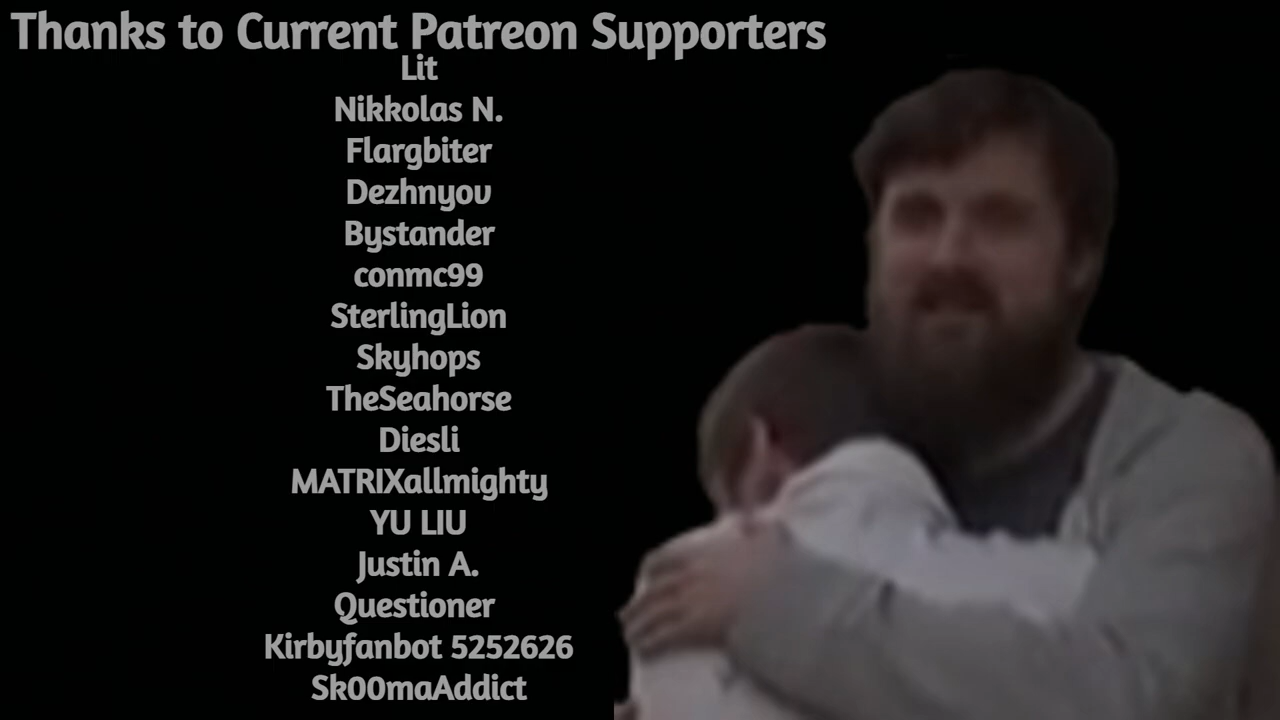 Thanks to Current Patreon Supporters
Lit
Nikkolas N.
Flargbiter
Dezhnyov
Bystander
conmc99
SterlingLion
Skyhops
TheSeahorse
Diesli
MATRIXallmighty
YU LIU
Justin A.
Questioner
Kirbyfanbot 5252626
Sk00maAddict